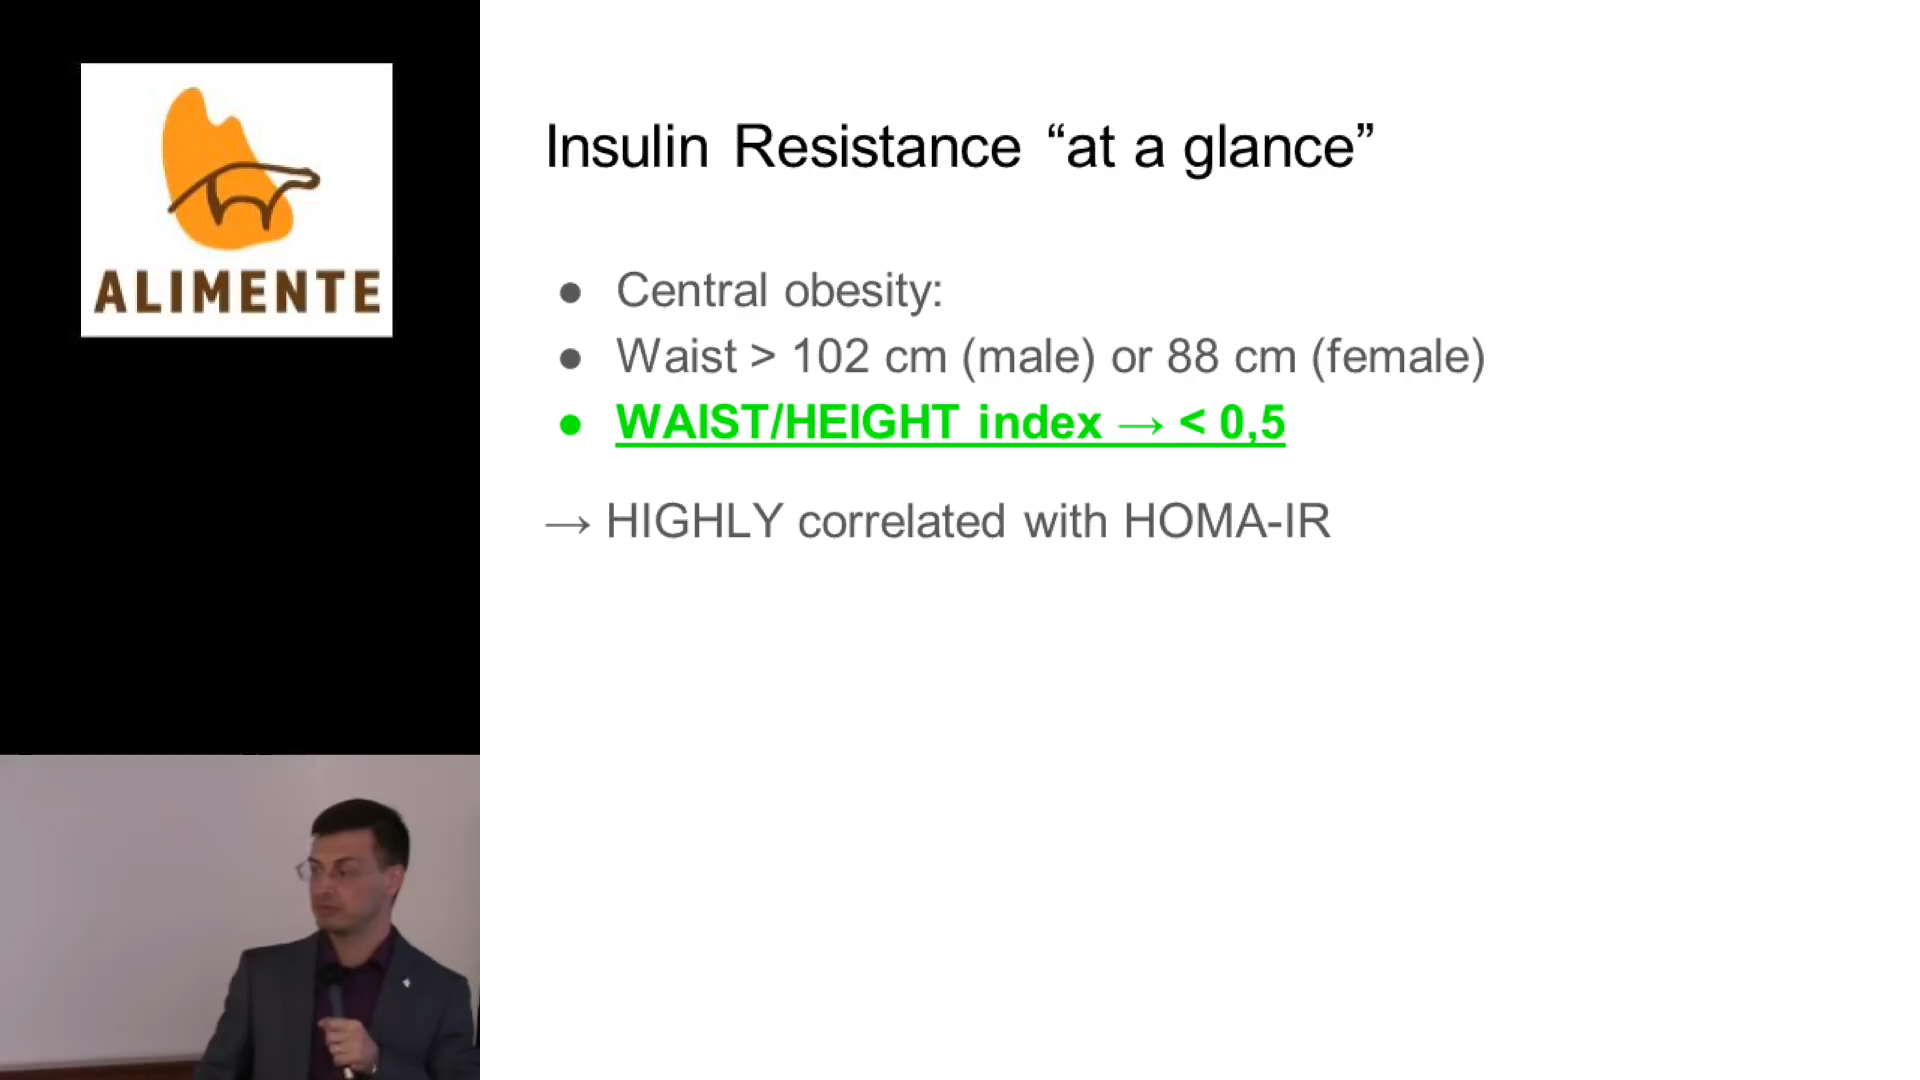 ALIMENTE
Insulin Resistance “at a glance”
● Central obesity:
● Waist > 102 cm (male) or 88 cm (female)
● WAIST/HEIGHT index → < 0,5
→ HIGHLY correlated with HOMA-IR